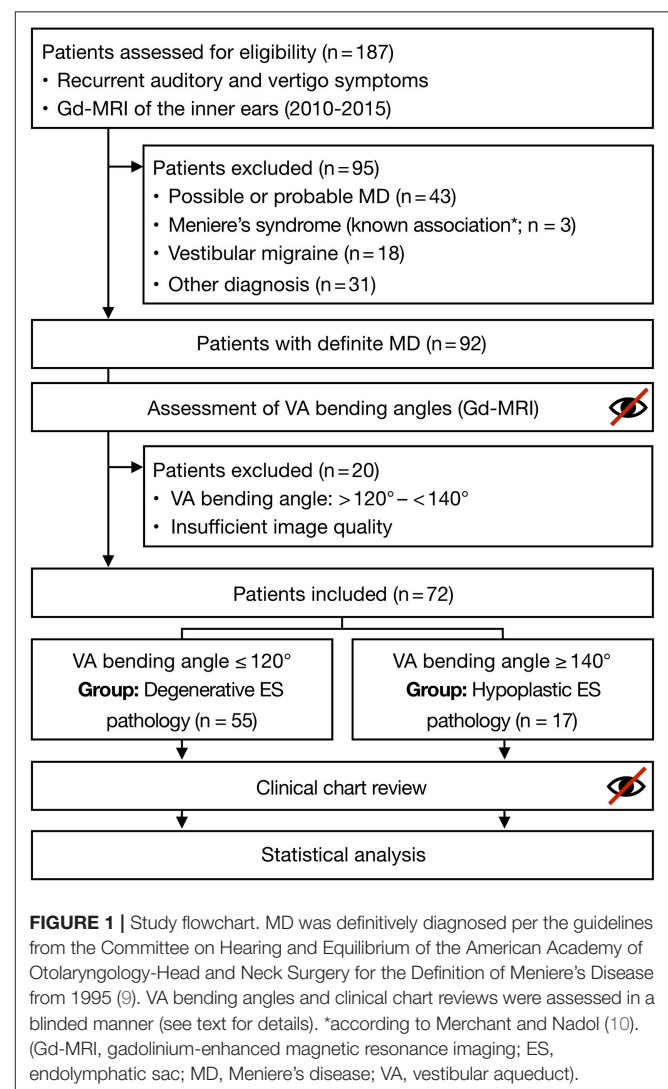 Patients assessed for eligibility (n=187)
• Recurrent auditory and vertigo symptoms
• Gd-MRI of the inner ears (2010-2015)
Patients excluded (n=95)
• Possible or probable MD (n=43)
• Meniere's syndrome (known association*; n = 3)
• Vestibular migraine (n=18)
• Other diagnosis (n=31)
Patients with definite MD (n=92)
Assessment of VA bending angles (Gd-MRI)
Patients excluded (n=20)
• VA bending angle: >120°– <140°
• Insufficient image quality
Patients included (n=72)
VA bending angle ≤120°
Group: Degenerative ES
pathology (n = 55)
VA bending angle ≥140°
Group: Hypoplastic ES
pathology (n = 17)
Clinical chart review
Statistical analysis
FIGURE 1 | Study flowchart. MD was definitively diagnosed per the guidelines
from the Committee on Hearing and Equilibrium of the American Academy of
Otolaryngology-Head and Neck Surgery for the Definition of Meniere's Disease
from 1995 (9). VA bending angles and clinical chart reviews were assessed in a
blinded manner (see text for details). *according to Merchant and Nadol (10).
(Gd-MRI, gadolinium-enhanced magnetic resonance imaging; ES,
endolymphatic sac; MD, Meniere's disease; VA, vestibular aqueduct).